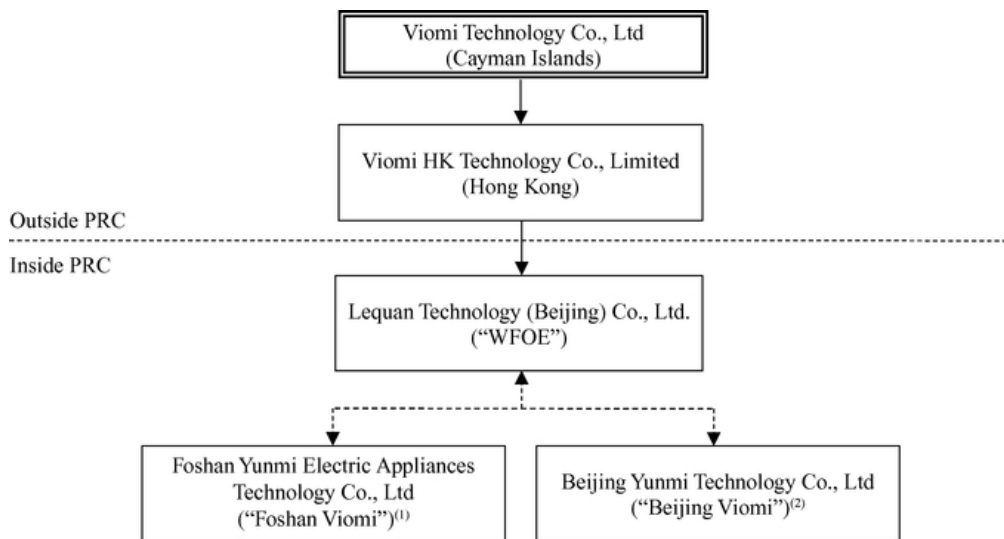 Viomi Technology Co., Ltd
(Cayman Islands)
Viomi HK Technology Co., Limited
(Hong Kong)
Outside PRC
Inside PRC
Lequan Technology (Beijing) Co., Ltd.
(“WFOE”)
Foshan Yunmi Electric Appliances
Technology Co., Ltd
(“Foshan Viomi”)(1)
Beijing Yunmi Technology Co., Ltd
(“Beijing Viomi”)(2)